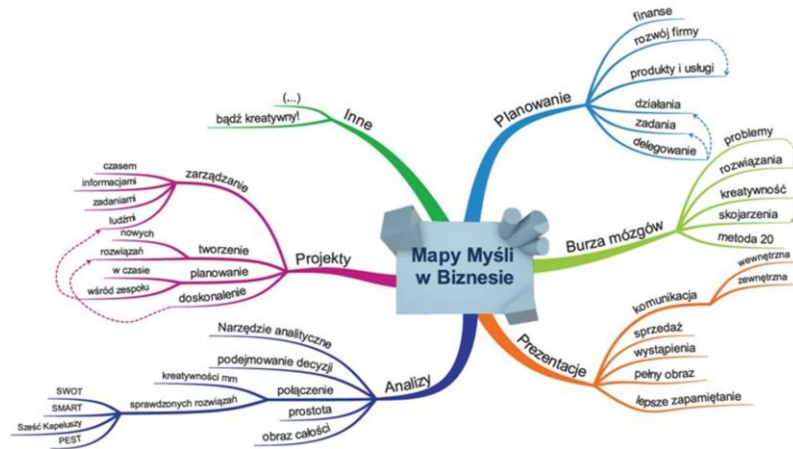 Mapy Myśli
w Biznesie
Planowanie
finanse
rozwój firmy
produkty i usługi
działania
zadania
delegowanie
Burza mózgów
problemy
rozwiązania
kreatywność
skojarzenia
metoda 20
Prezentacje
komunikacja
wewnętrzna
zewnętrzna
sprzedaż
wystąpienia
pełny obraz
lepsze zapamiętanie
Analizy
Narzędzie analityczne
podejmowanie decyzji
połączenie
kreatywności mm
sprawdzonych rozwiązań
SWOT
SMART
Sześć Kapeluszy
PEST
prostota
obraz całości
Projekty
zarządzanie
czasem
informacjami
zadaniami
ludźmi
tworzenie
nowych
rozwiązań
planowanie
w czasie
wśród zespołu
doskonalenie
Inne
(...)
bądź kreatywny!